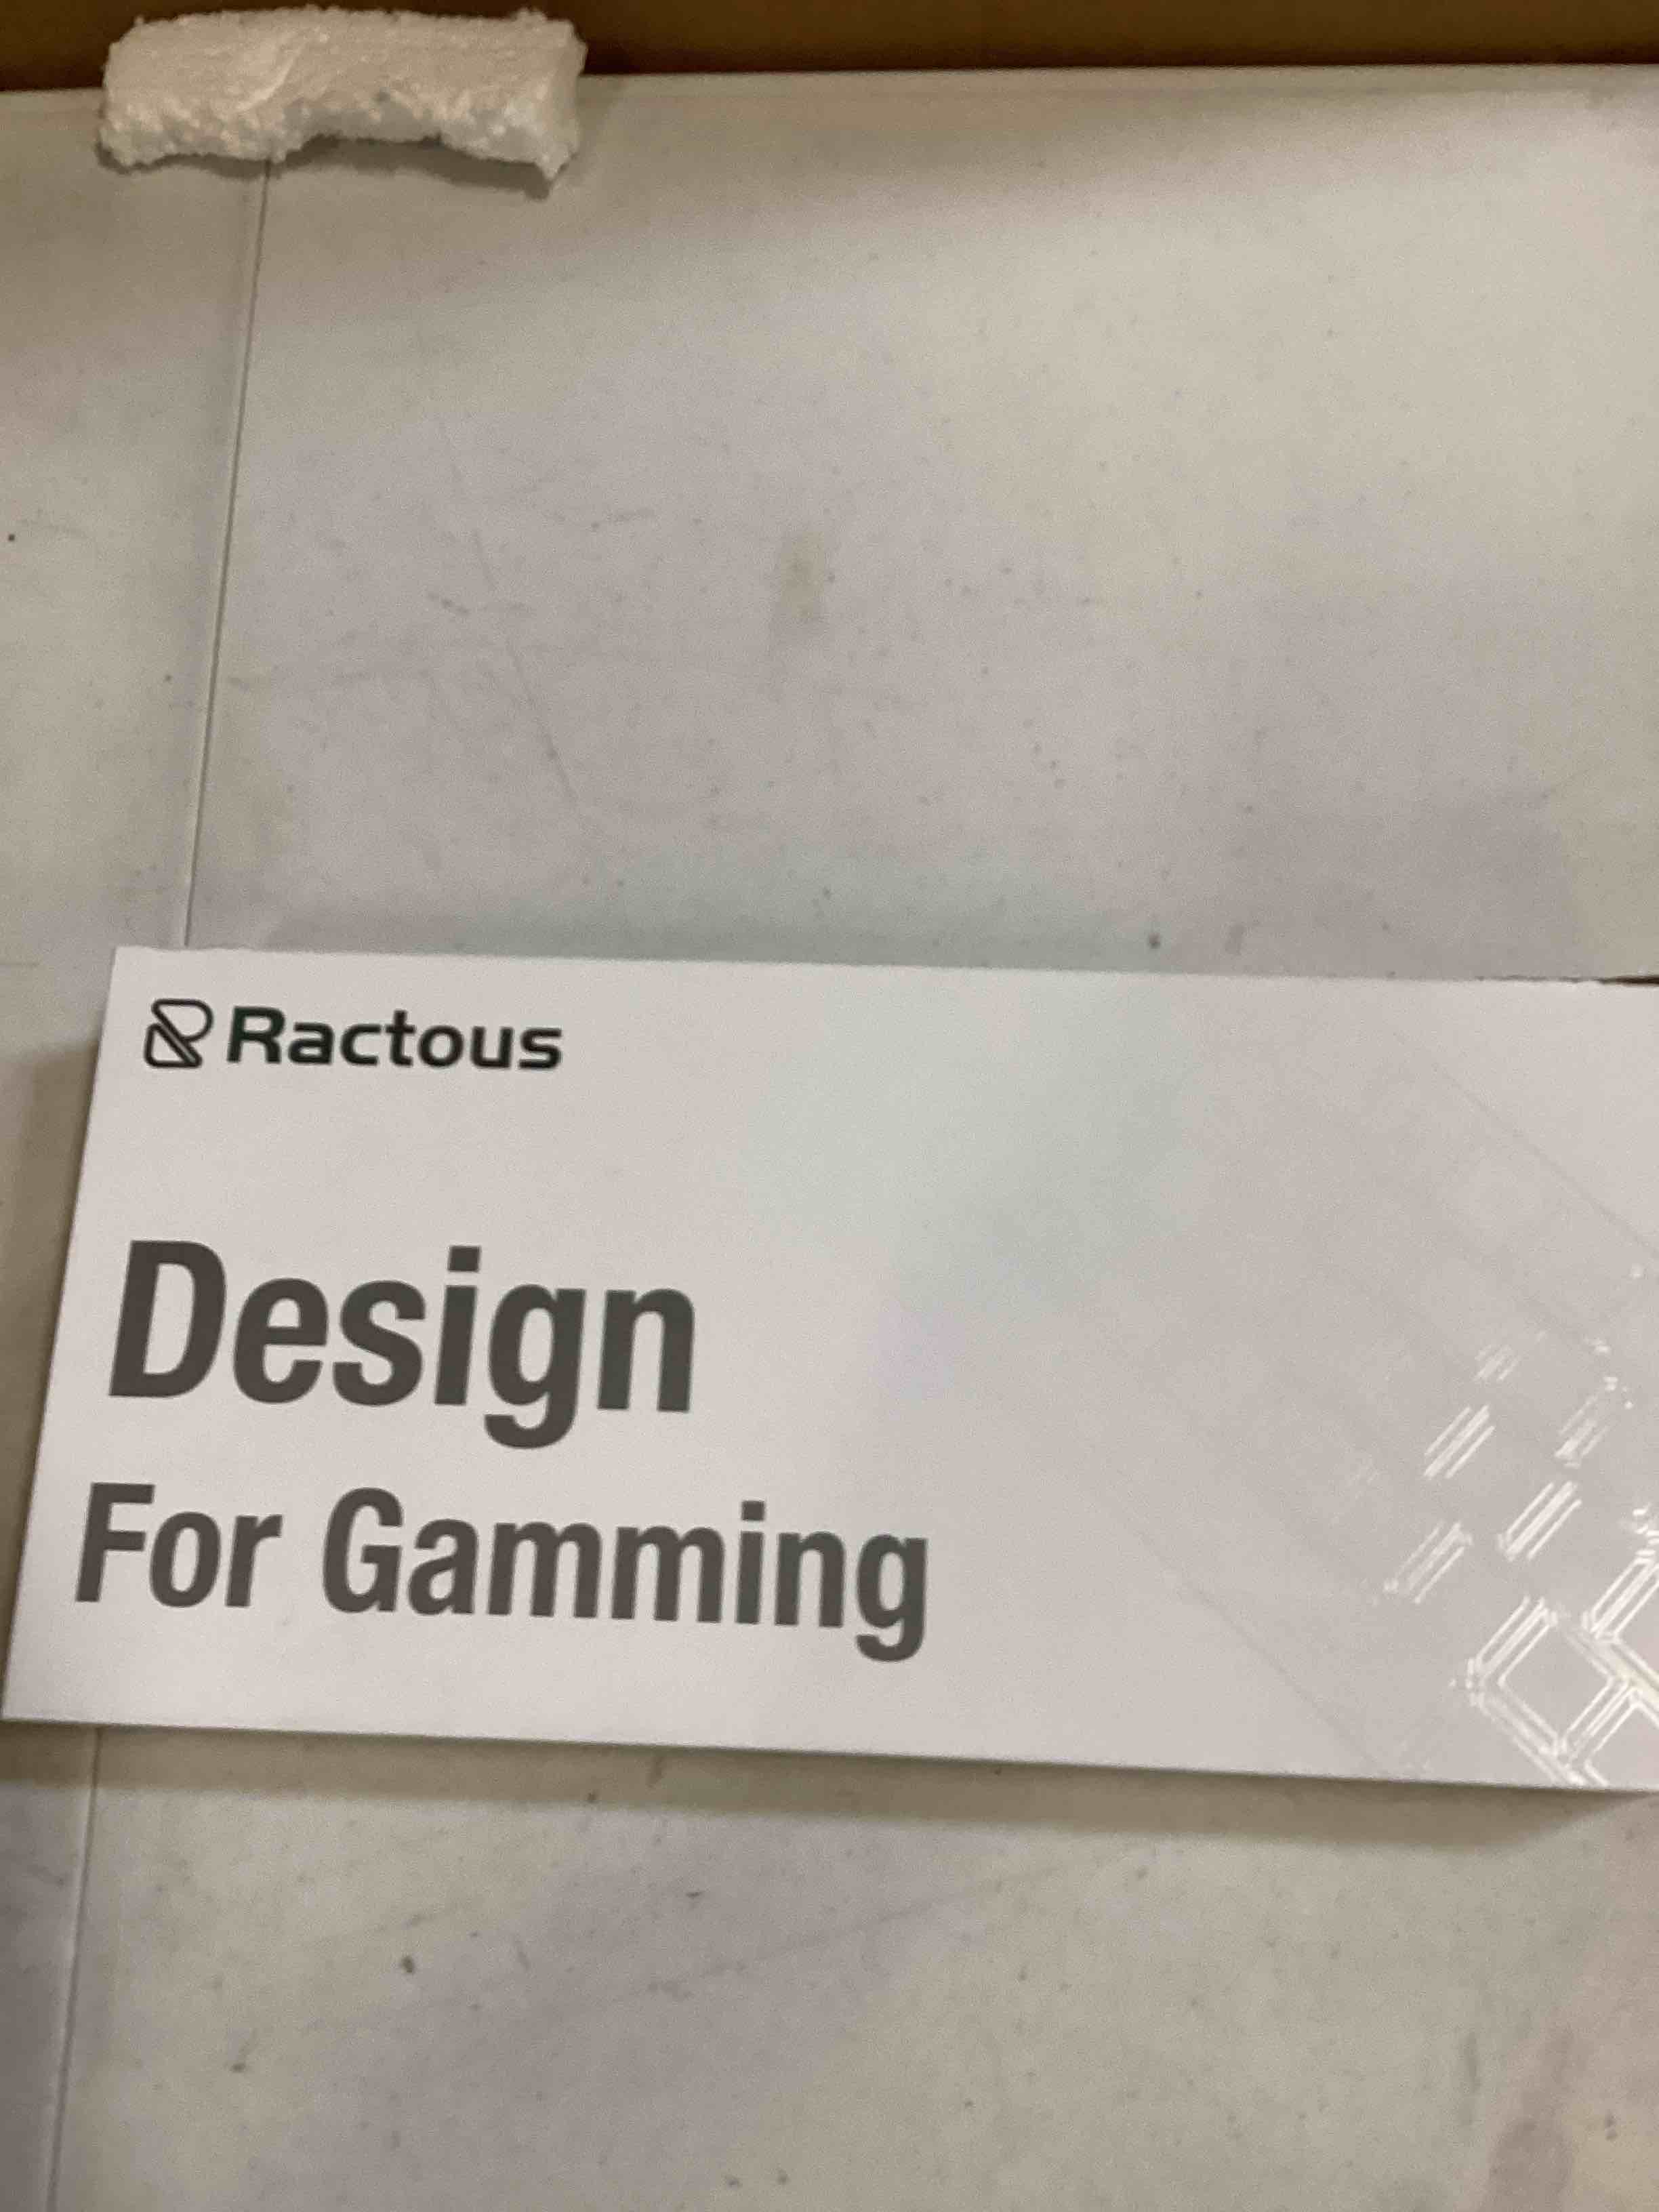 Ractous
Design
For Gamming